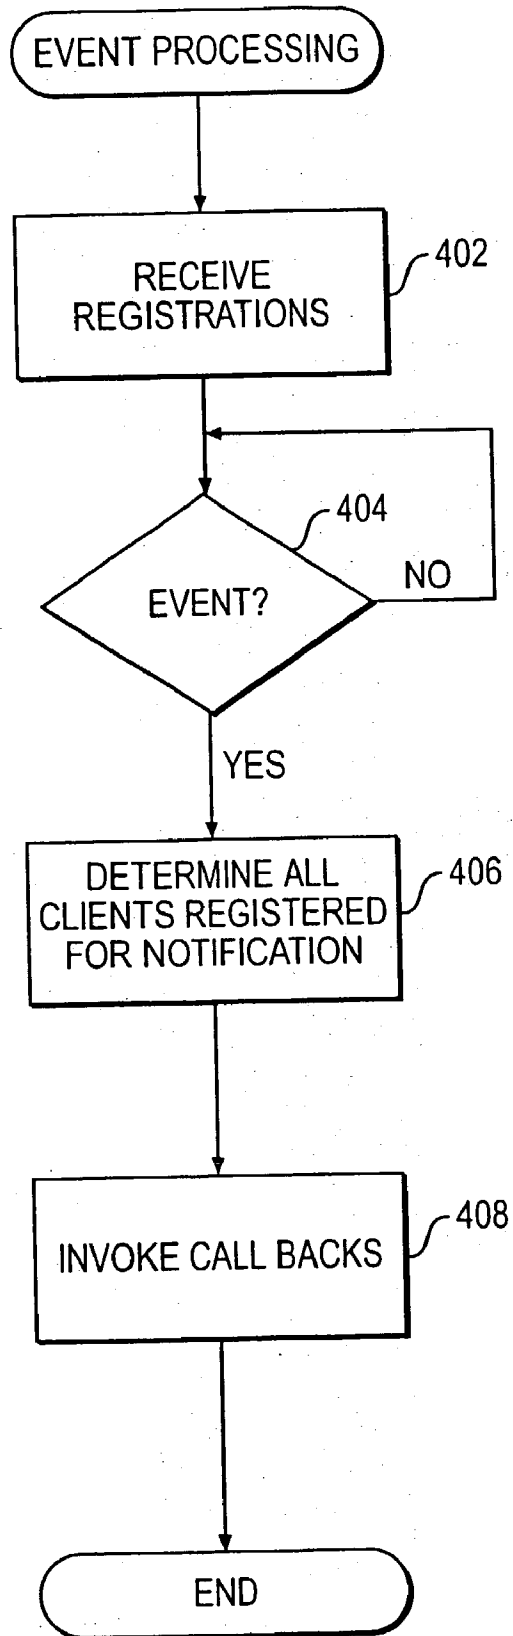 EVENT PROCESSING
RECEIVE
REGISTRATIONS
402
404
EVENT?
NO
YES
DETERMINE ALL
CLIENTS REGISTERED
FOR NOTIFICATION
406
INVOKE CALL BACKS
408
END